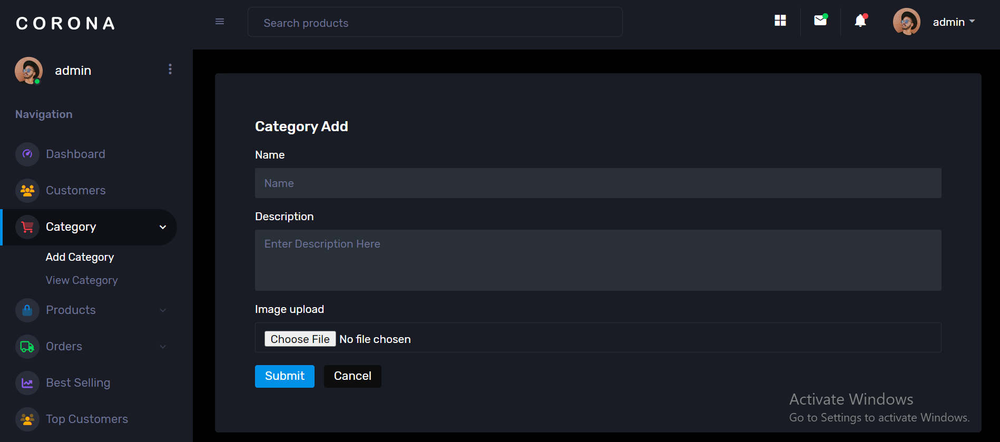 CORONA
Search products
admin
admin
Navigation
Dashboard
Customers
Category
Add Category
View Category
Products
Orders
Best Selling
Top Customers
Category Add
Name
Name
Description
Enter Description Here
Image upload
Choose File No file chosen
Submit Cancel
Activate Windows
Go to Settings to activate Windows.